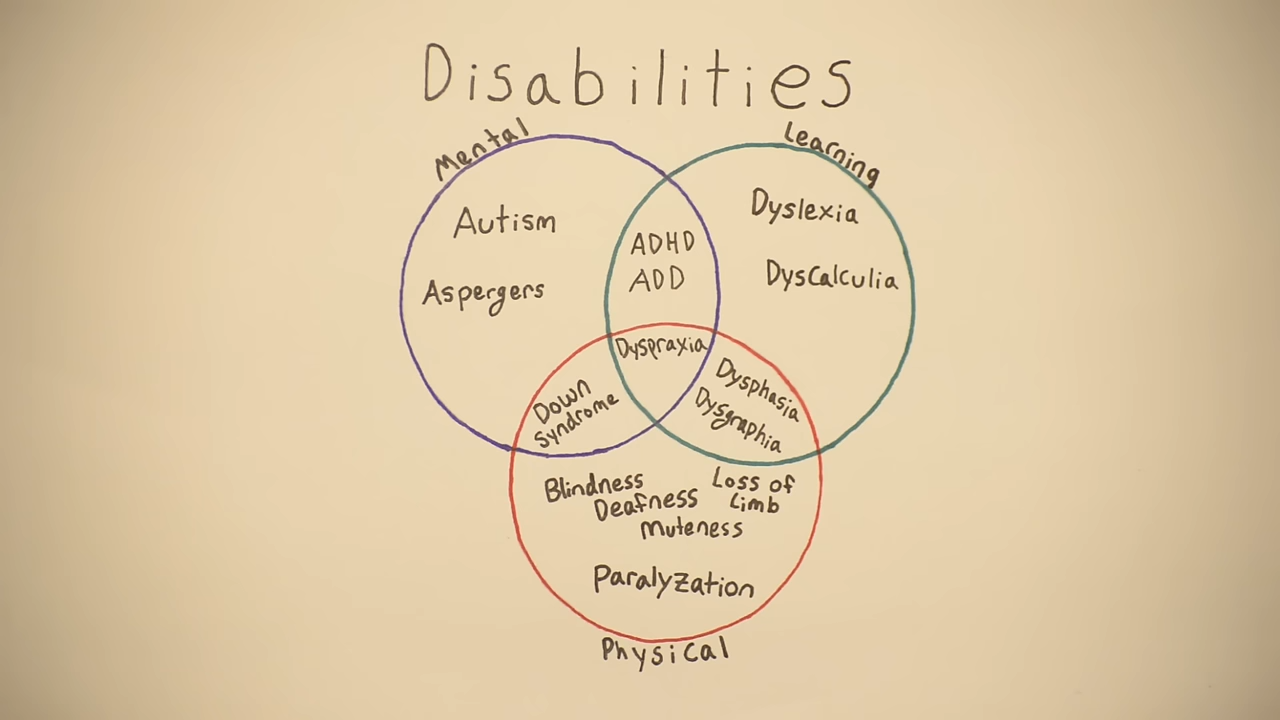 Disabilities
Mental
Learning
Autism
Aspergers
ADHD
ADD
Dyslexia
Dyscalculia
Dyspraxia
Down
Syndrome
Dysphasia
Dysgraphia
Blindness
Deafness
Muteness
Loss of
Limb
Paralyzation
Physical